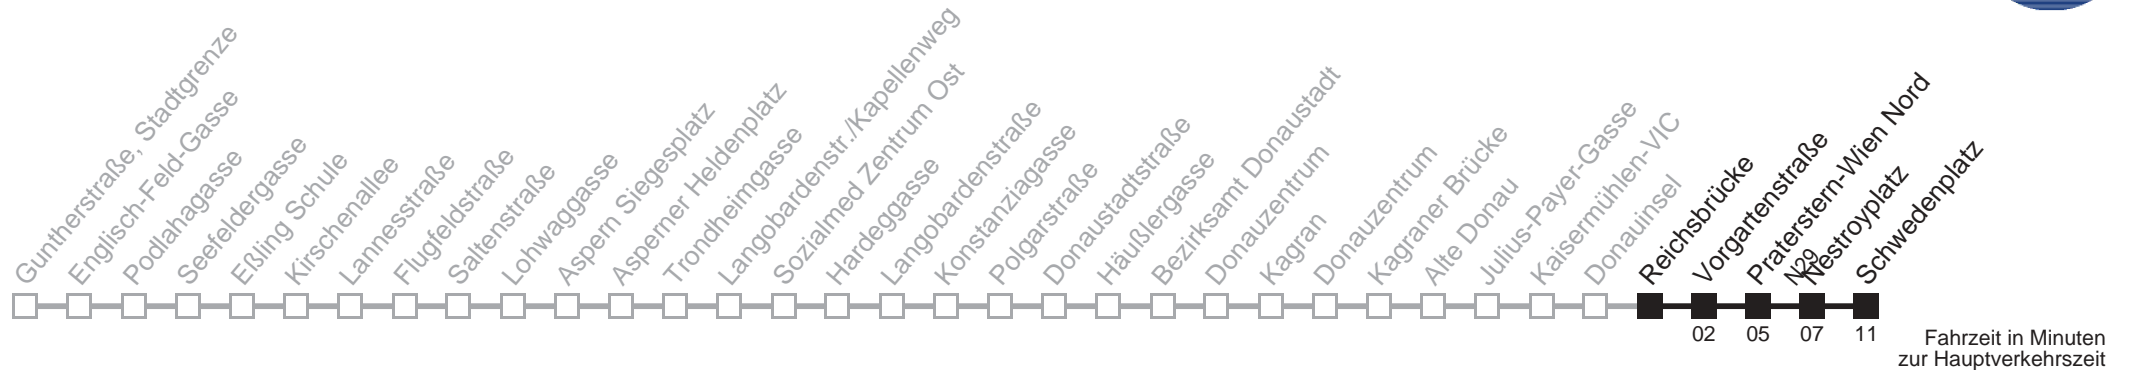 Guntherstraße, Stadtgrenze
Englisch-Feld-Gasse
Podlahagasse
Seefeldergasse
Eßling Schule
Kirschenallee
Lannesstraße
Flugfeldstraße
Saltenstraße
Lohwaggasse
Aspern Siegesplatz
Asperner Heldenplatz
Trondheimgasse
Langobardenstr./Kapellenweg
Sozialmed Zentrum Ost
Hardeggasse
Langobardenstraße
Konstanziagasse
Polgarstraße
Donaustadtstraße
Häußlergasse
Bezirksamt Donaustadt
Donauzentrum
Kagran
Donauzentrum
Kagraner Brücke
Alte Donau
Julius-Payer-Gasse
Kaisermühlen-VIC
Donauinsel
Reichsbrücke
Vorgartenstraße
Praterstern-Wien Nord
N29
Nestroyplatz
Schwedenplatz
02 05 07 11
Fahrzeit in Minuten
zur Hauptverkehrszeit